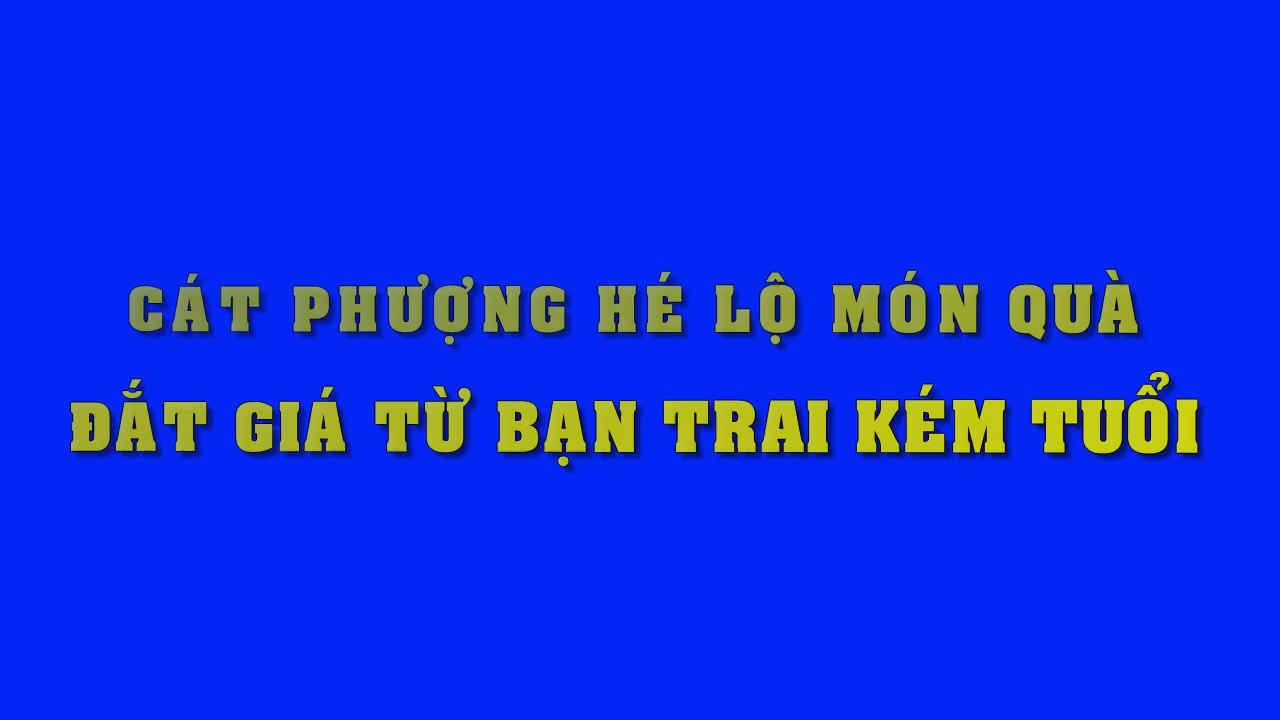 CÁT PHƯỢNG HÉ LỘ MÓN QUÀ
ĐẮT GIÁ TỪ BẠN TRAI KÉM TUỔI